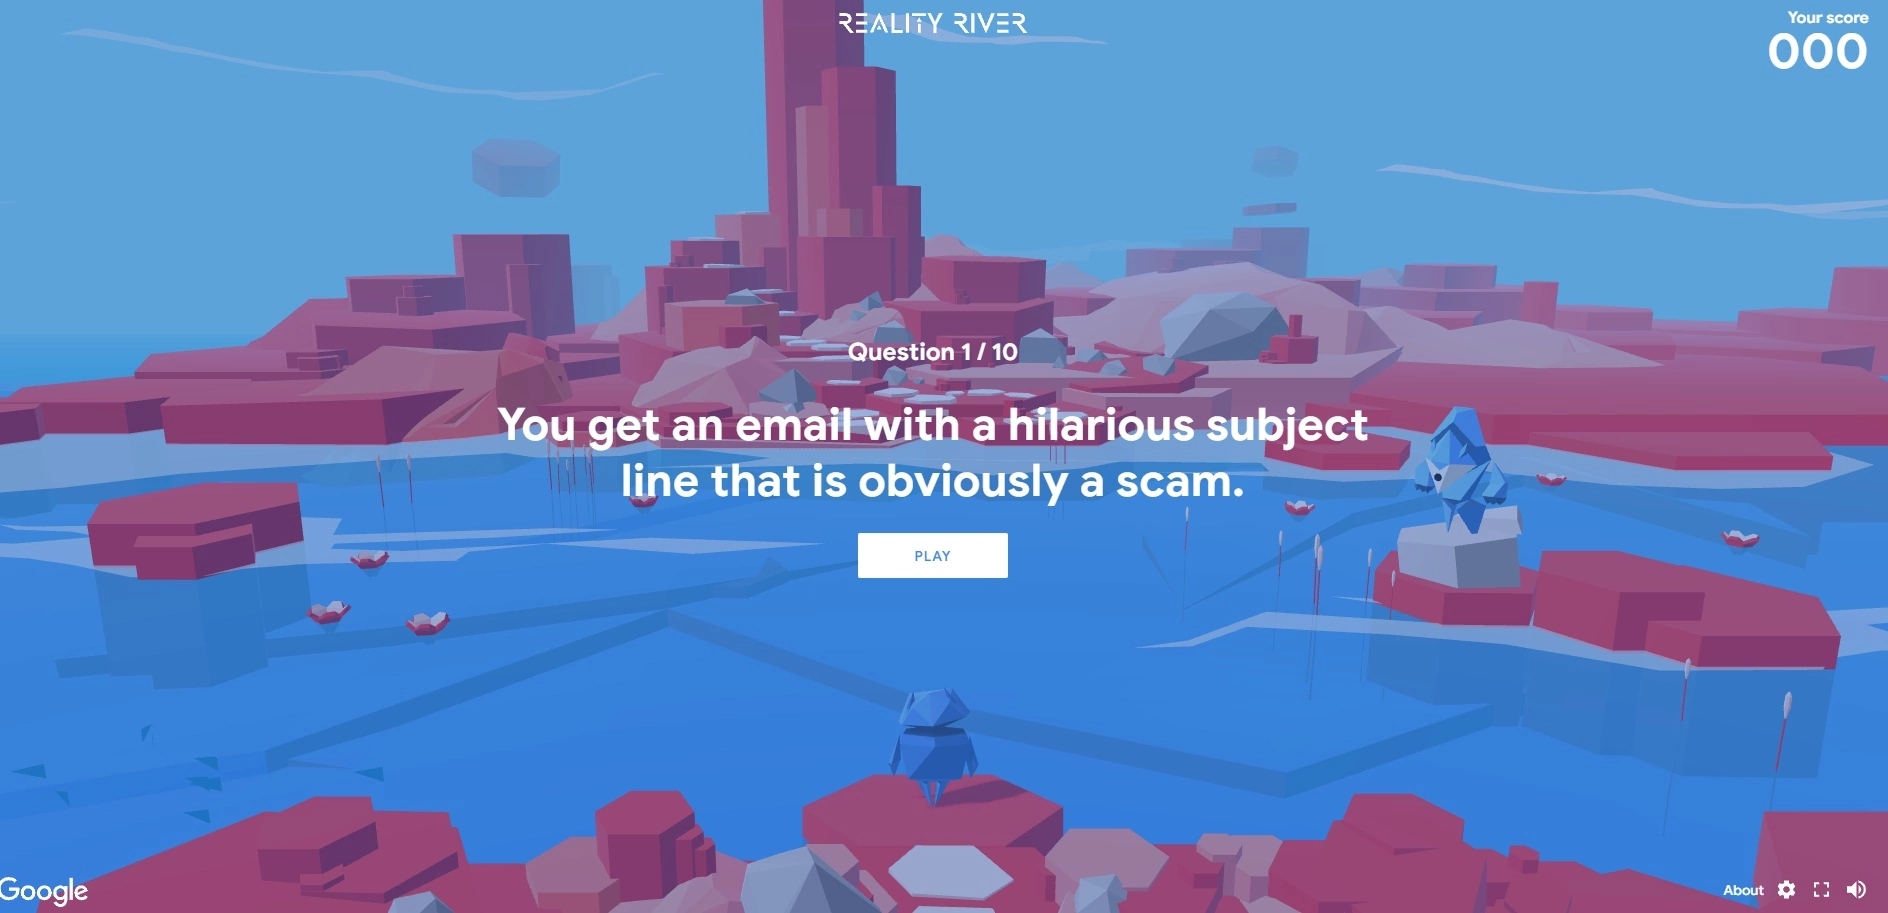 REALITY RIVER
Your score
000
Question 1 / 10
You get an email with a hilarious subject
line that is obviously a scam.
PLAY
Google
About